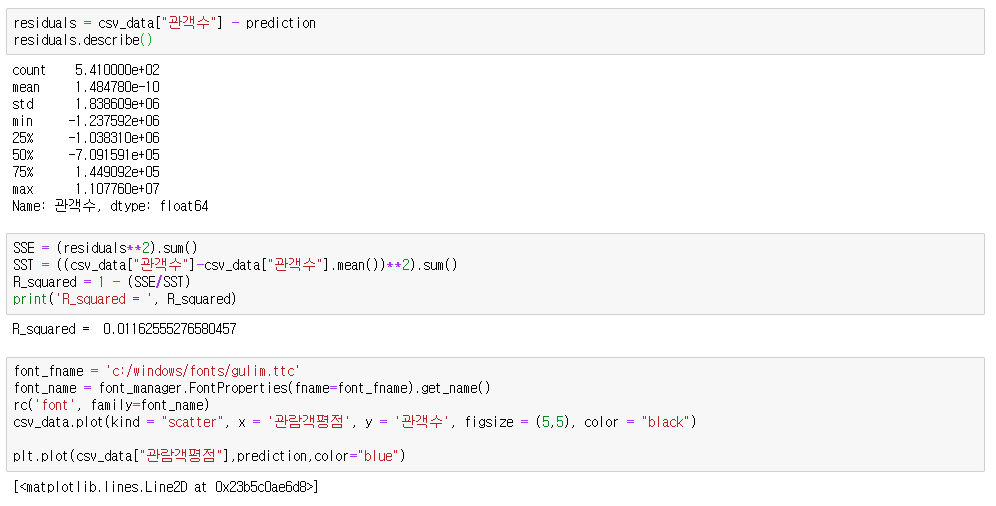 residuals = csv_data["관객수"] - prediction
residuals.describe()
count    5.410000e+02
mean     1.484780e-10
std      1.838609e+06
min     -1.237592e+06
25%     -1.038310e+06
50%     -7.091591e+05
75%      1.449092e+05
max      1.107760e+07
Name: 관객수, dtype: float64
SSE = (residuals**2).sum()
SST = ((csv_data["관객수"]-csv_data["관객수"].mean())**2).sum()
R_squared = 1 - (SSE/SST)
print('R_squared = ', R_squared)
R_squared =  0.01162555276580457
font_fname = 'c:/windows/fonts/gulim.ttc'
font_name = font_manager.FontProperties(fname=font_fname).get_name()
rc('font', family=font_name)
csv_data.plot(kind = "scatter", x = '관람객평점', y = '관객수', figsize = (5,5), color = "black")
plt.plot(csv_data["관람객평점"],prediction,color="blue")
[<matplotlib.lines.Line2D at 0x23b5c0ae6d8>]